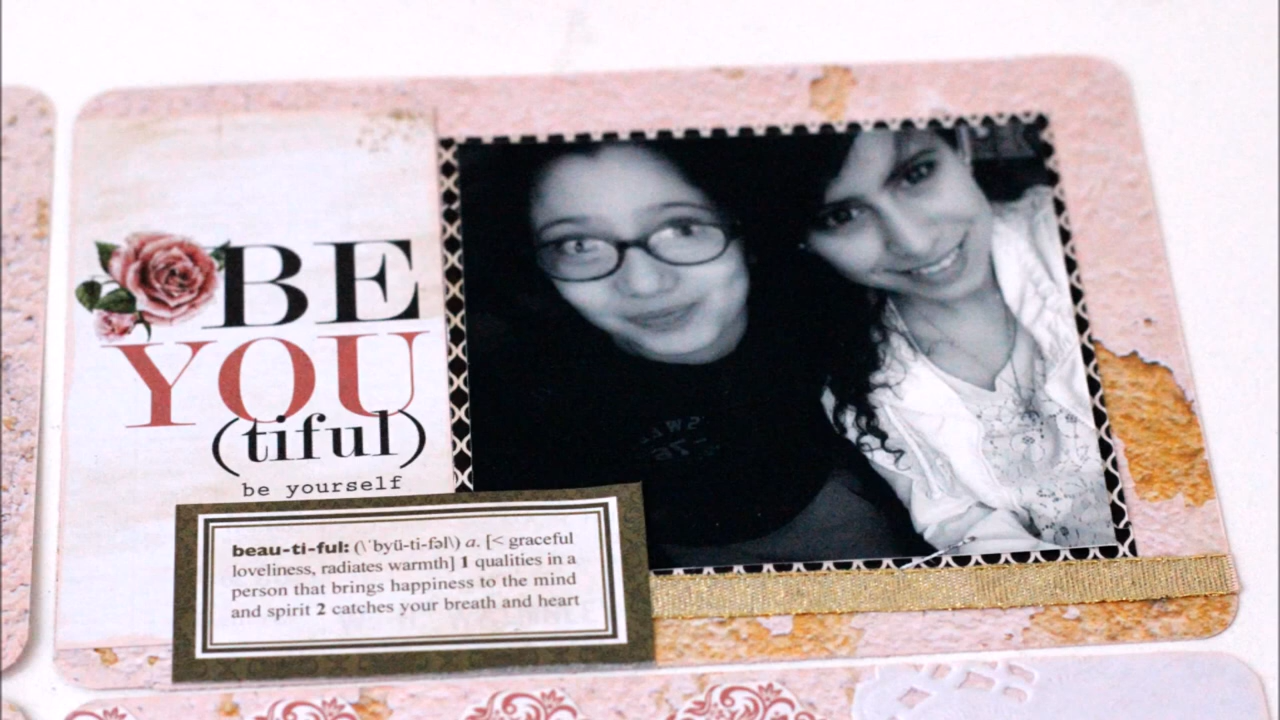 BE
YOU
(tiful)
be yourself
beau-ti-ful: (\ˈbyü-ti-fəl\) a. [< graceful
loveliness, radiates warmth] 1 qualities in a
person that brings happiness to the mind
and spirit 2 catches your breath and heart